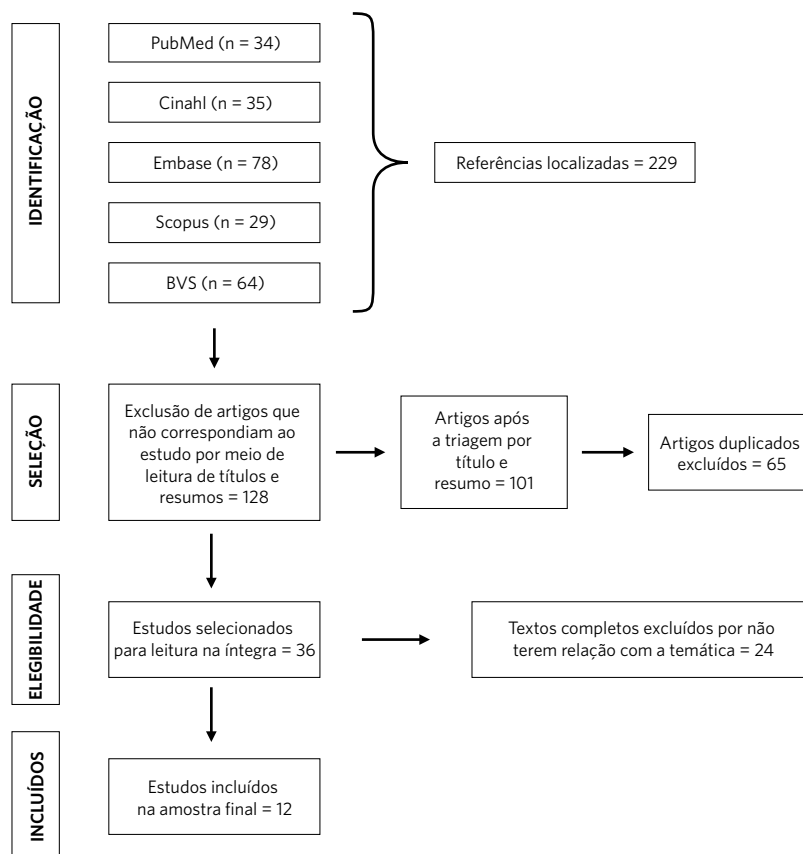 IDENTIFICAÇÃO
PubMed (n = 34)
Cinahl (n = 35)
Embase (n = 78)
Scopus (n = 29)
BVS (n = 64)
Referências localizadas = 229
SELEÇÃO
Exclusão de artigos que
não correspondiam ao
estudo por meio de
leitura de títulos e
resumos = 128
Artigos após
a triagem por
título e
resumo = 101
Artigos duplicados
excluídos = 65
ELEGIBILIDADE
Estudos selecionados
para leitura na íntegra = 36
Textos completos excluídos por não
terem relação com a temática = 24
INCLUÍDOS
Estudos incluídos
na amostra final = 12